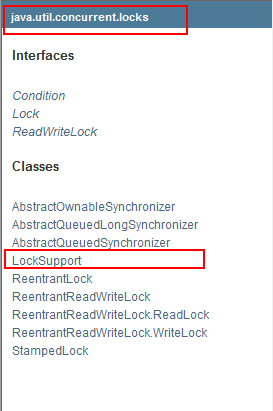 java.util.concurrent.locks
Interfaces
Condition
Lock
ReadWriteLock
Classes
AbstractOwnableSynchronizer
AbstractQueuedLongSynchronizer
AbstractQueuedSynchronizer
LockSupport
ReentrantLock
ReentrantReadWriteLock
ReentrantReadWriteLock.ReadLock
ReentrantReadWriteLock.WriteLock
StampedLock